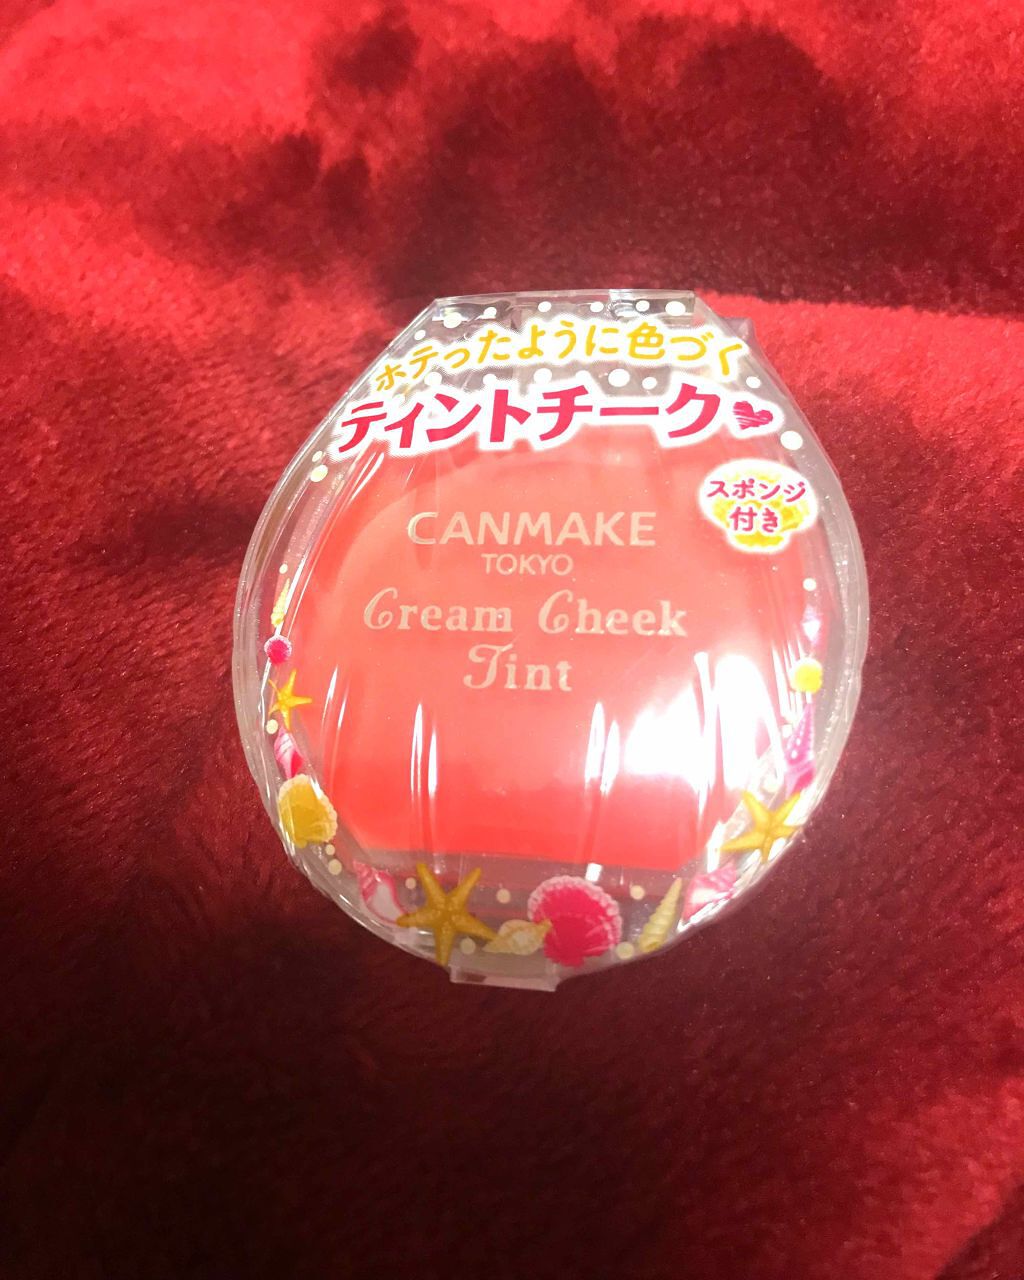 ホテったように色づく
ティントチーク
スポンジ
付き
CANMAKE
TOKYO
Cream Cheek
Tint